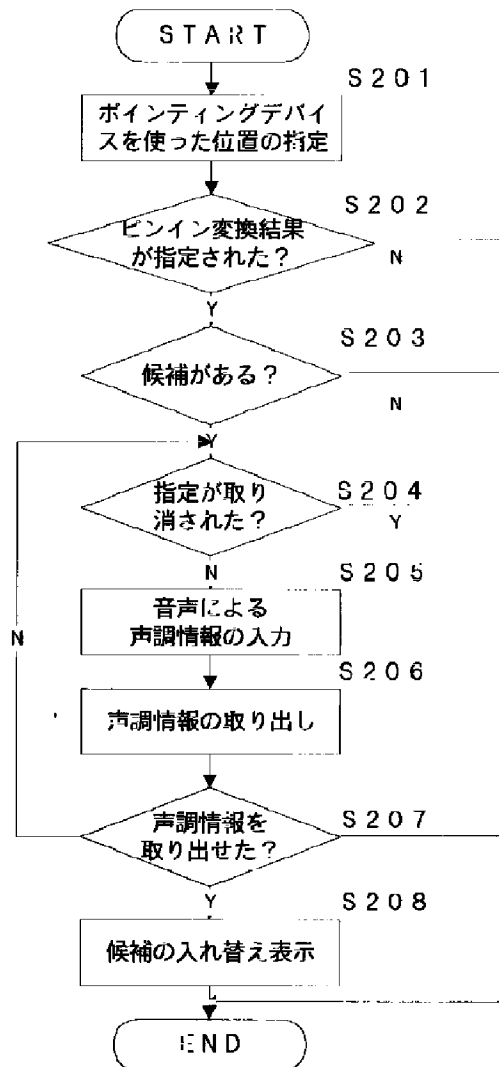 START
S201
ポインティングデバイ
スを使った位置の指定
S202
ピンイン変換結果
が指定された?
N
Y
S203
候補がある?
N
Y
指定が取り
消された?
S204
Y
N
S205
音声による
声調情報の入力
N
S206
声調情報の取り出し
声調情報を
取り出せた?
S207
Y
S208
候補の入れ替え表示
END